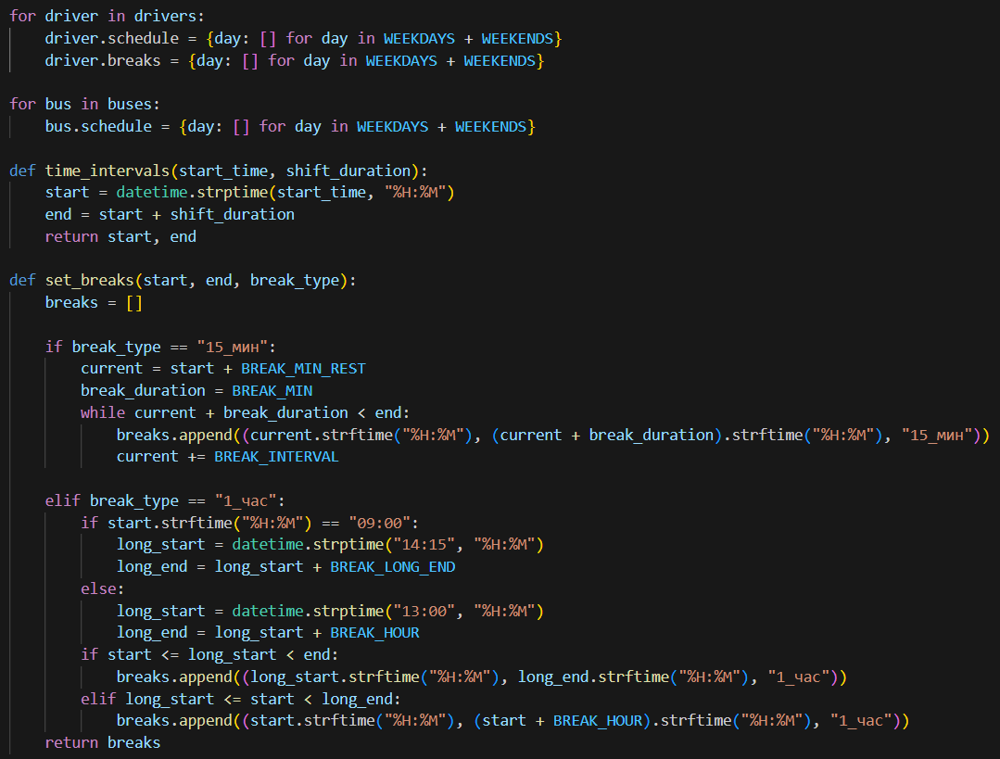 for driver in drivers:
    driver.schedule = {day: [] for day in WEEKDAYS + WEEKENDS}
    driver.breaks = {day: [] for day in WEEKDAYS + WEEKENDS}

for bus in buses:
    bus.schedule = {day: [] for day in WEEKDAYS + WEEKENDS}

def time_intervals(start_time, shift_duration):
    start = datetime.strptime(start_time, "%H:%M")
    end = start + shift_duration
    return start, end

def set_breaks(start, end, break_type):
    breaks = []

    if break_type == "15_мин":
        current = start + BREAK_MIN_REST
        break_duration = BREAK_MIN
        while current + break_duration < end:
            breaks.append((current.strftime("%H:%M"), (current + break_duration).strftime("%H:%M"), "15_мин"))
            current += BREAK_INTERVAL

    elif break_type == "1_час":
        if start.strftime("%H:%M") == "09:00":
            long_start = datetime.strptime("14:15", "%H:%M")
            long_end = long_start + BREAK_LONG_END
        else:
            long_start = datetime.strptime("13:00", "%H:%M")
            long_end = long_start + BREAK_HOUR
        if start <= long_start < end:
            breaks.append((long_start.strftime("%H:%M"), long_end.strftime("%H:%M"), "1_час"))
        elif long_start <= start < long_end:
            breaks.append((start.strftime("%H:%M"), (start + BREAK_HOUR).strftime("%H:%M"), "1_час"))
    return breaks